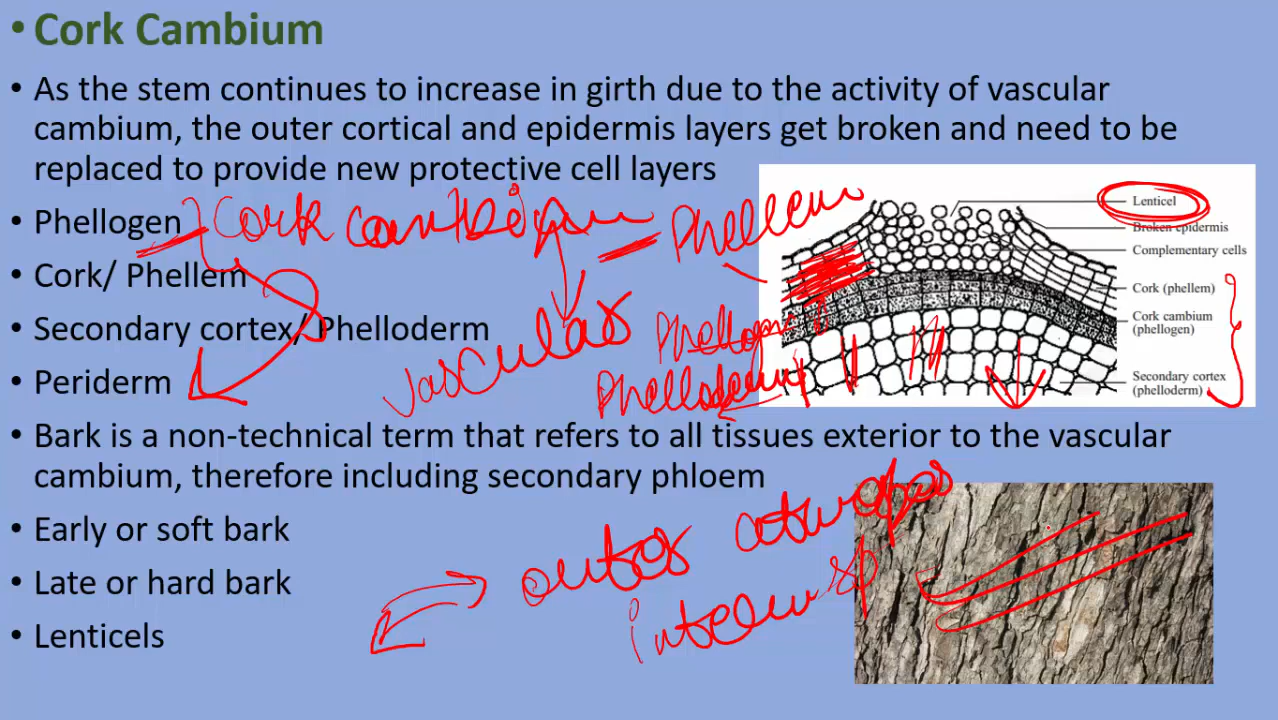 • Cork Cambium
• As the stem continues to increase in girth due to the activity of vascular
cambium, the outer cortical and epidermis layers get broken and need to be
replaced to provide new protective cell layers
• Phellogen
Cork cambium
Phellem
• Cork/ Phellem
• Secondary cortex/ Phelloderm
vascular
Phellogen
Phelloderm
• Periderm
Lenticel
Broken epidermis
Complementary cells
Cork (phellem)
Cork cambium
(phellogen)
Secondary cortex
(phelloderm)
• Bark is a non-technical term that refers to all tissues exterior to the vascular
cambium, therefore including secondary phloem
• Early or soft bark
• Late or hard bark
• Lenticels
outer